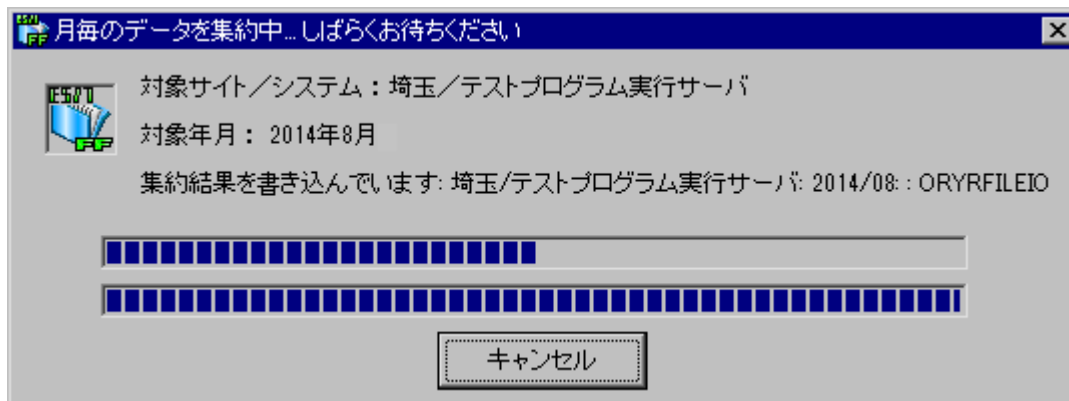 月毎のデータを集約中...しばらくお待ちください
対象サイト／システム：埼玉／テストプログラム実行サーバ
対象年月： 2014年8月
集約結果を書き込んでいます: 埼玉/テストプログラム実行サーバ: 2014/08: : ORYRFILEIO
キャンセル